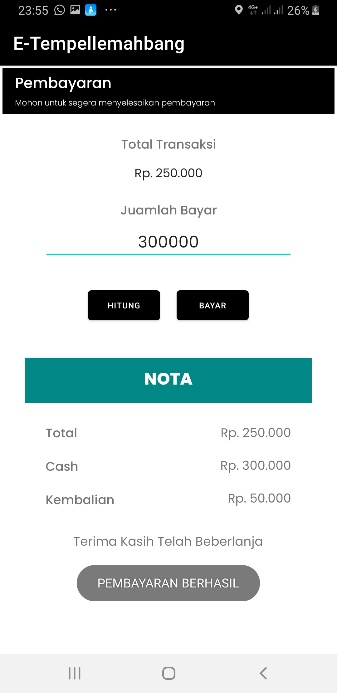 23:55 ... 4G+ 26%
E-Tempellemahbang
Pembayaran
Mohon untuk segera menyelesaikan pembayaran
Total Transaksi
Rp. 250.000
Juamlah Bayar
300000
HITUNG BAYAR
NOTA
Total Rp. 250.000
Cash Rp. 300.000
Kembalian Rp. 50.000
Terima Kasih Telah Beberlanja
PEMBAYARAN BERHASIL